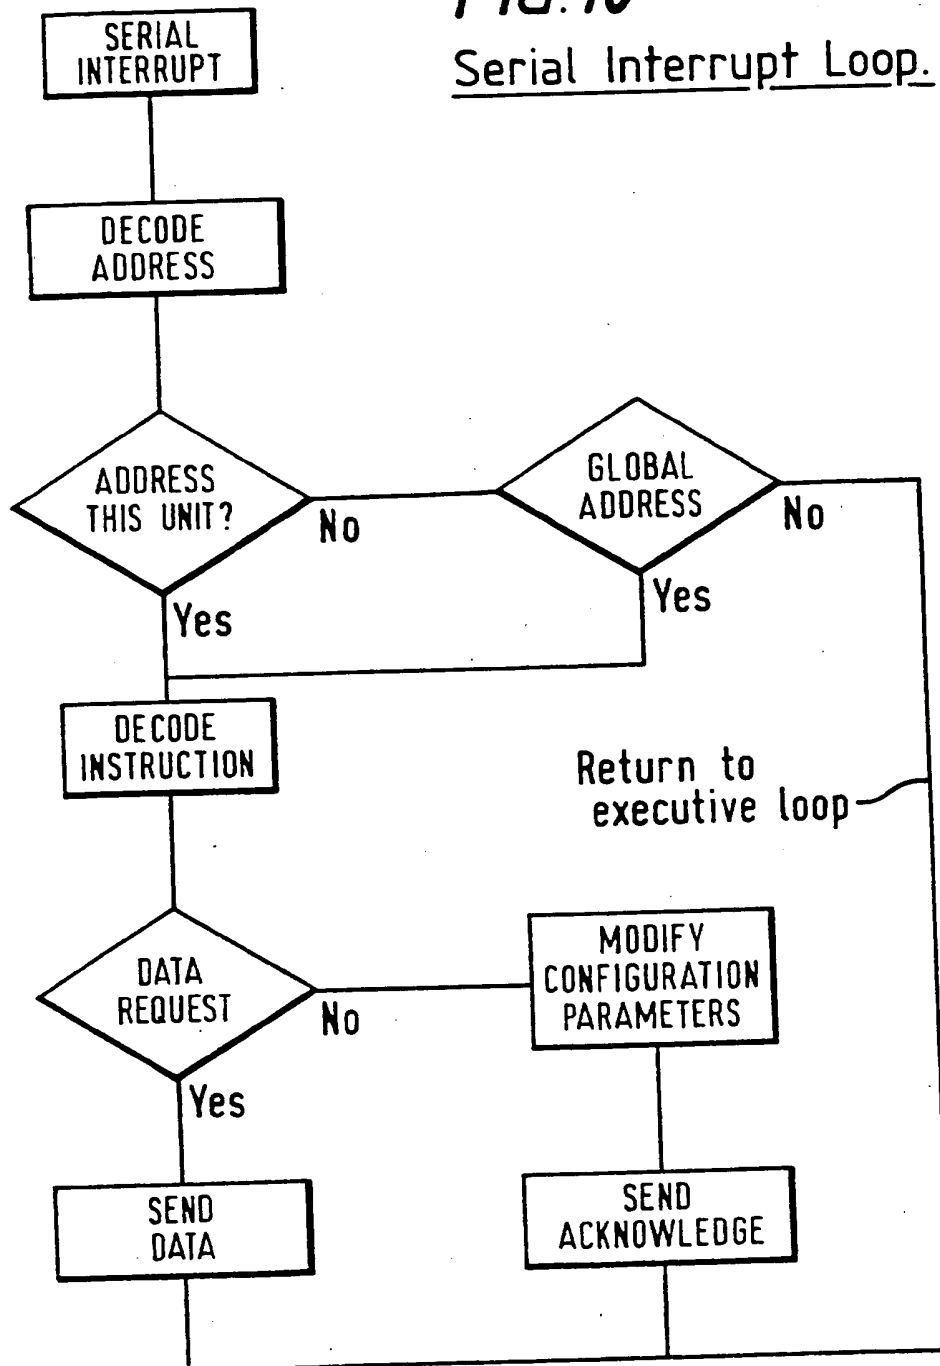 SERIAL
INTERRUPT
Serial Interrupt Loop.
DECODE
ADDRESS
ADDRESS
THIS UNIT?
No
Yes
GLOBAL
ADDRESS
No
Yes
DECODE
INSTRUCTION
Return to
executive loop
DATA
REQUEST
No
Yes
MODIFY
CONFIGURATION
PARAMETERS
SEND
DATA
SEND
ACKNOWLEDGE